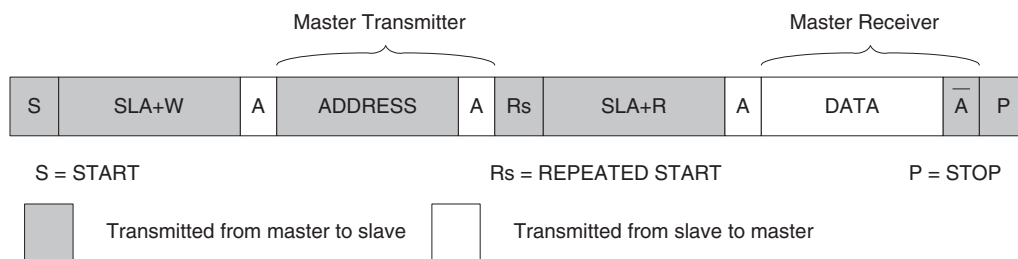 Master Transmitter Master Receiver
S SLA+W A ADDRESS A Rs SLA+R A DATA A̅ P
S = START Rs = REPEATED START P = STOP
Transmitted from master to slave Transmitted from slave to master